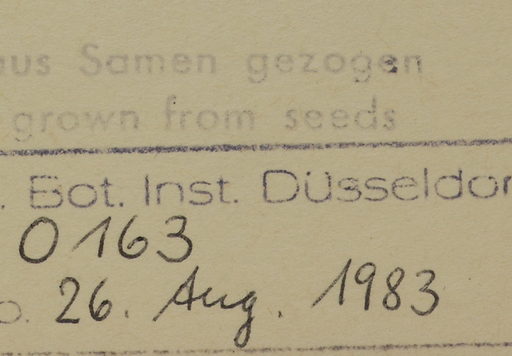 aus Samen gezogen
grown from seeds
. Bot. Inst. Düsseldor
0163
o. 26. Aug. 1983